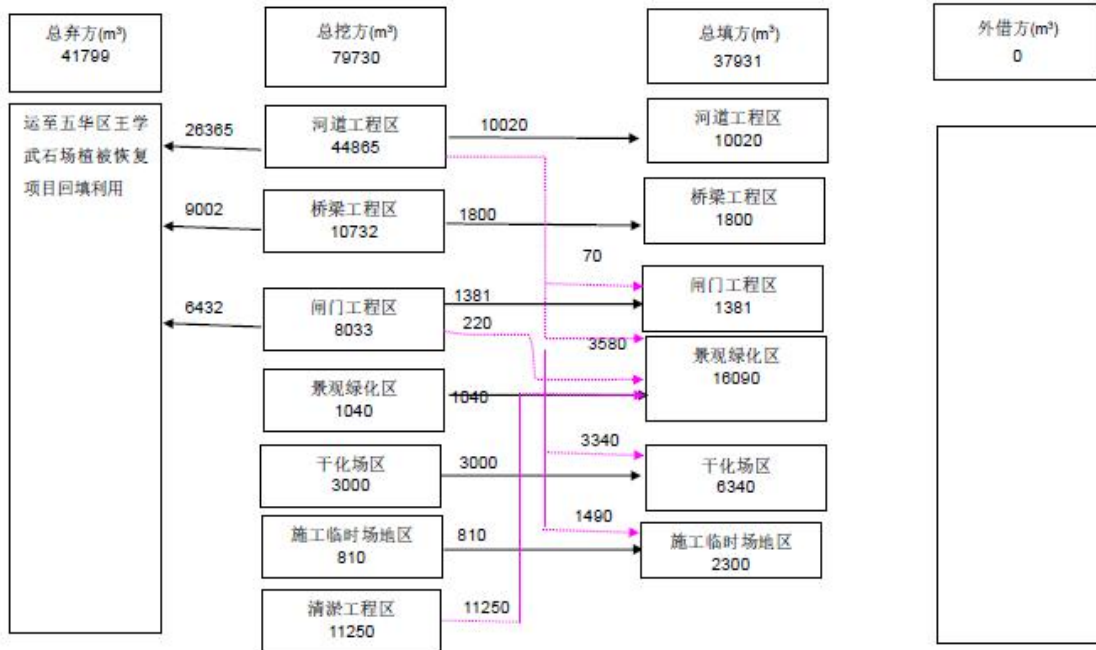 总弃方(m³)
41799
总挖方(m³)
79730
总填方(m³)
37931
外借方(m³)
0
运至五华区王学
武石场植被恢复
项目回填利用
26365
9002
6432
河道工程区
44865
桥梁工程区
10732
闸门工程区
8033
景观绿化区
1040
干化场区
3000
施工临时场地区
810
清淤工程区
11250
10020
1800
70
1381
220
3580
1040
3340
3000
1490
810
11250
河道工程区
10020
桥梁工程区
1800
闸门工程区
1381
景观绿化区
16090
干化场区
6340
施工临时场地区
2300